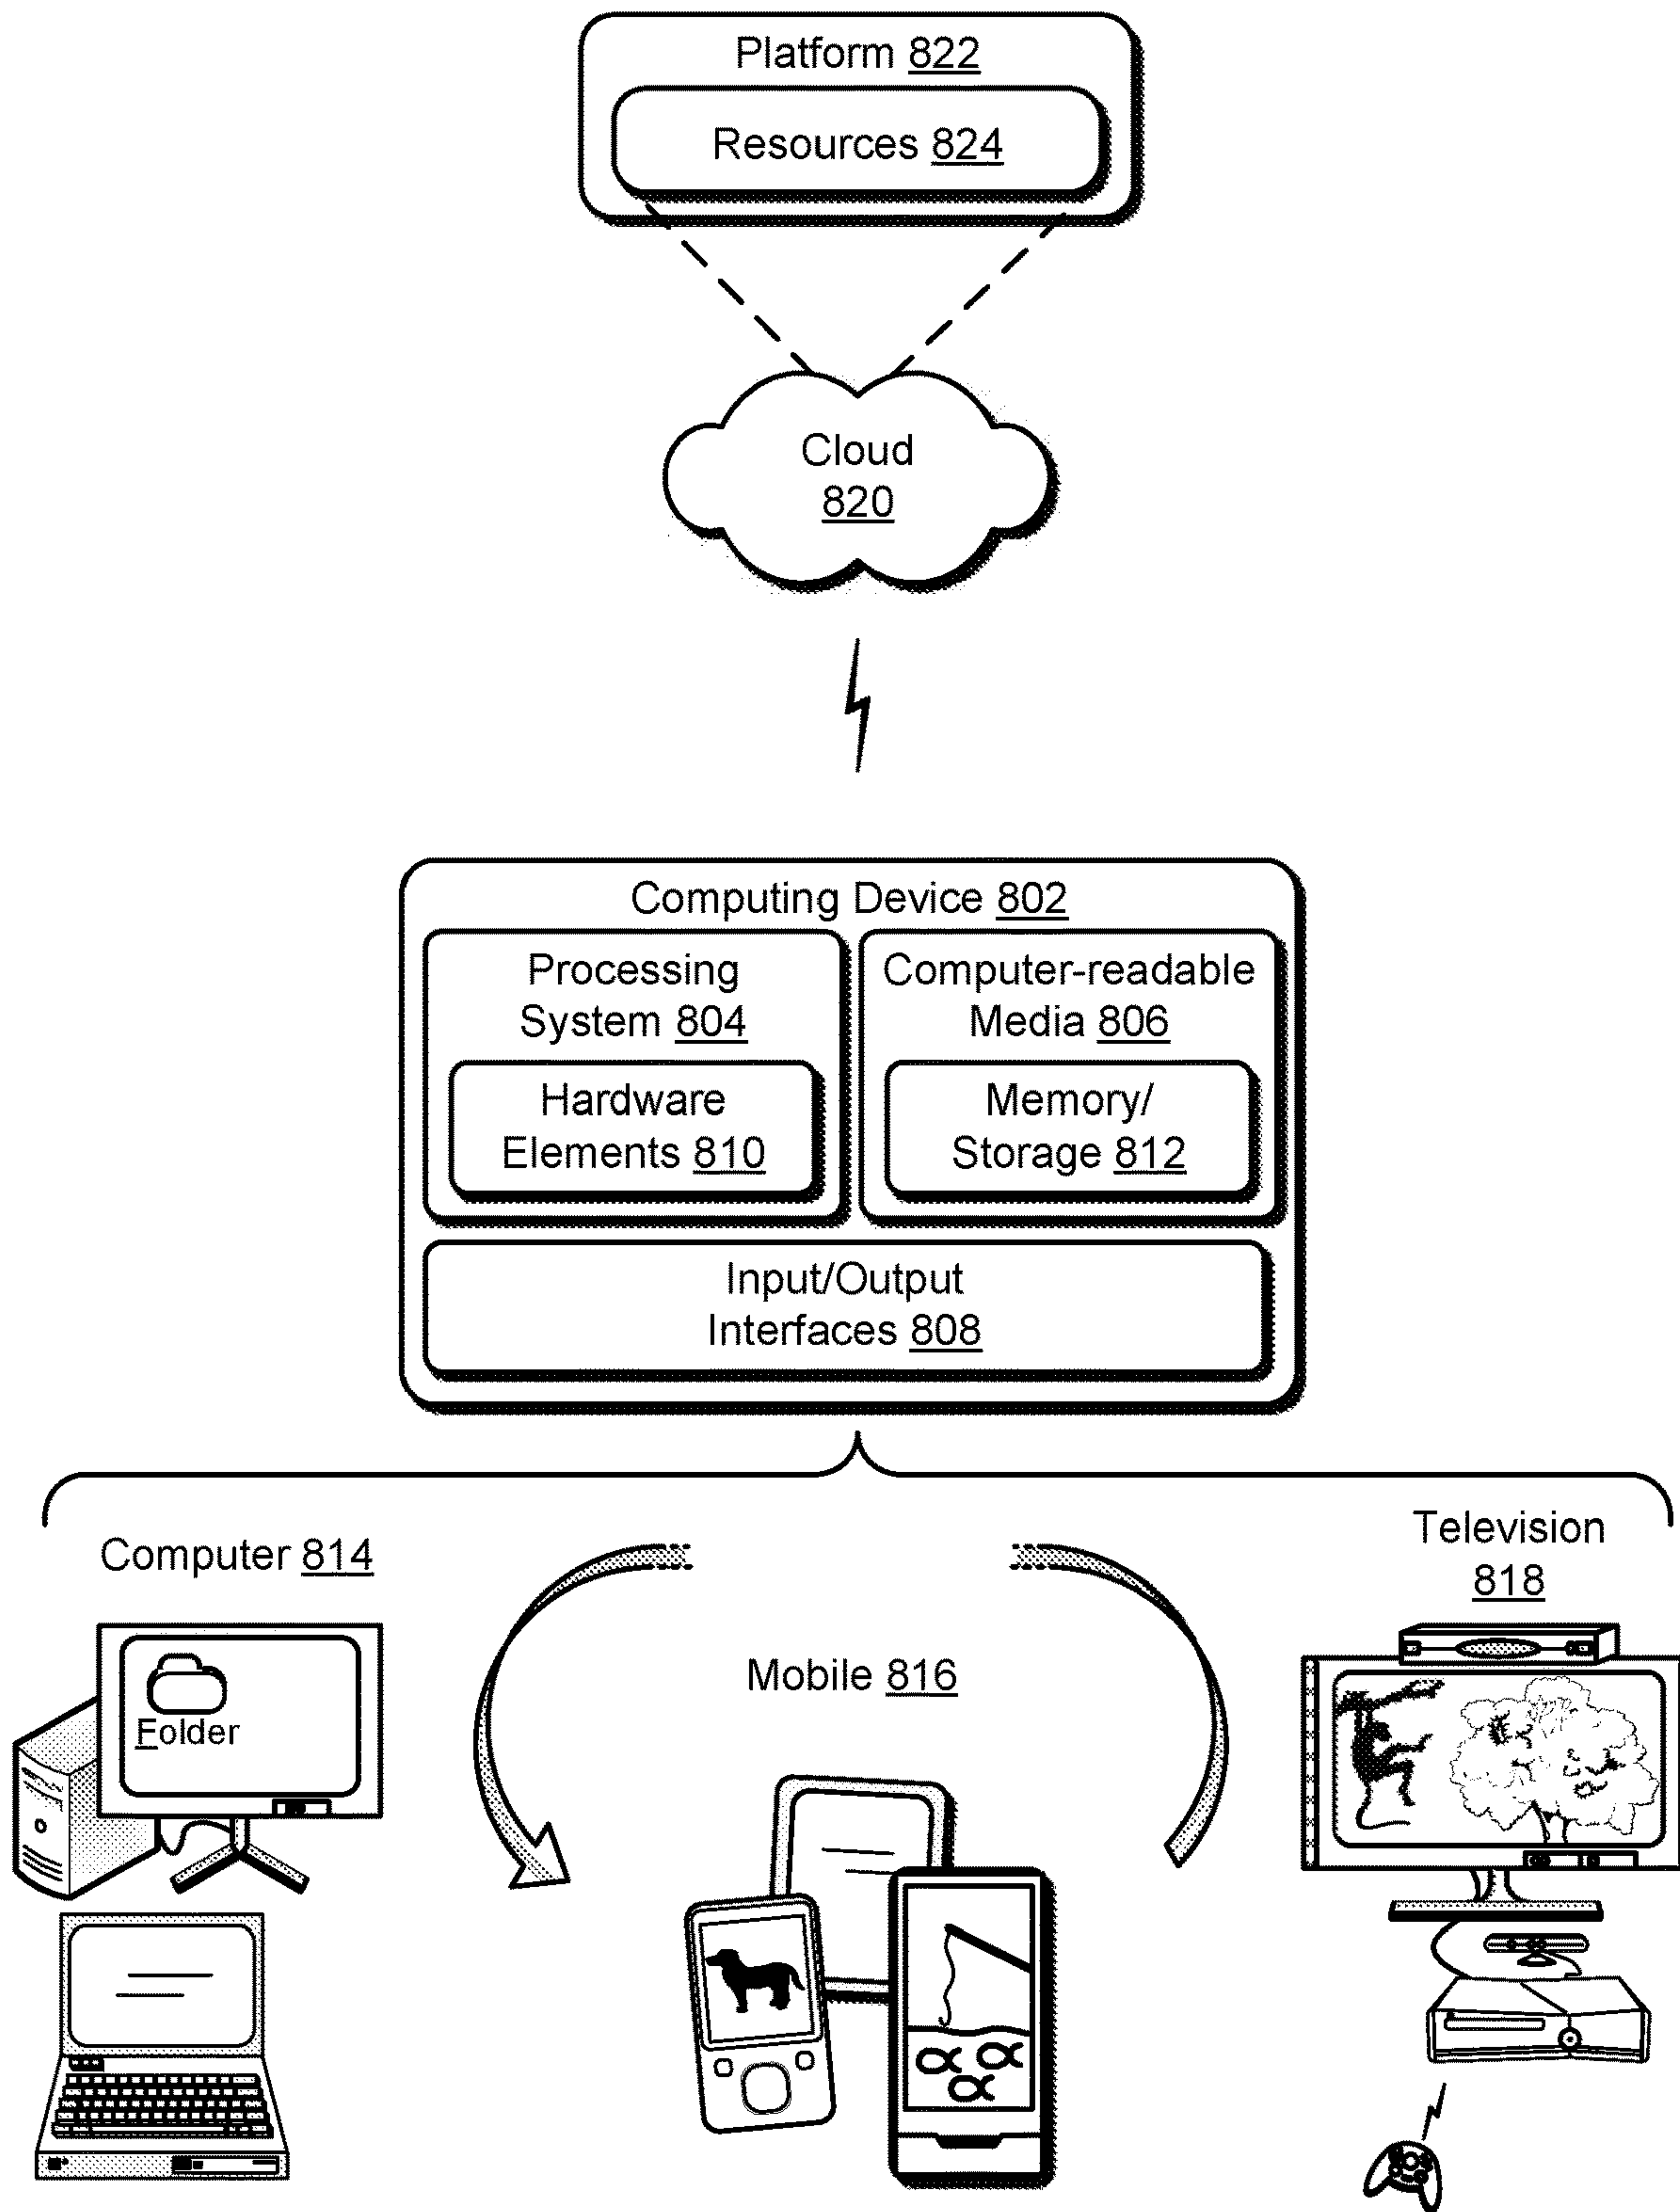 Platform 822
Resources 824
Cloud
820
Computing Device 802
Processing
System 804
Hardware
Elements 810
Computer-readable
Media 806
Memory/
Storage 812
Input/Output
Interfaces 808
Computer 814
Folder
Mobile 816
Television
818